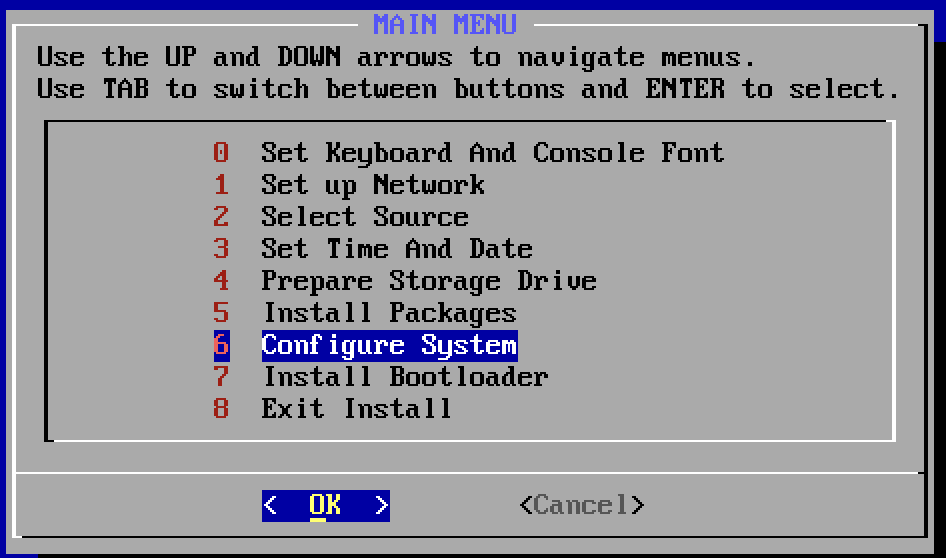 MAIN MENU
Use the UP and DOWN arrows to navigate menus.
Use TAB to switch between buttons and ENTER to select.
0 Set Keyboard And Console Font
1 Set up Network
2 Select Source
3 Set Time And Date
4 Prepare Storage Drive
5 Install Packages
6 Configure System
7 Install Bootloader
8 Exit Install
< OK > <Cancel>